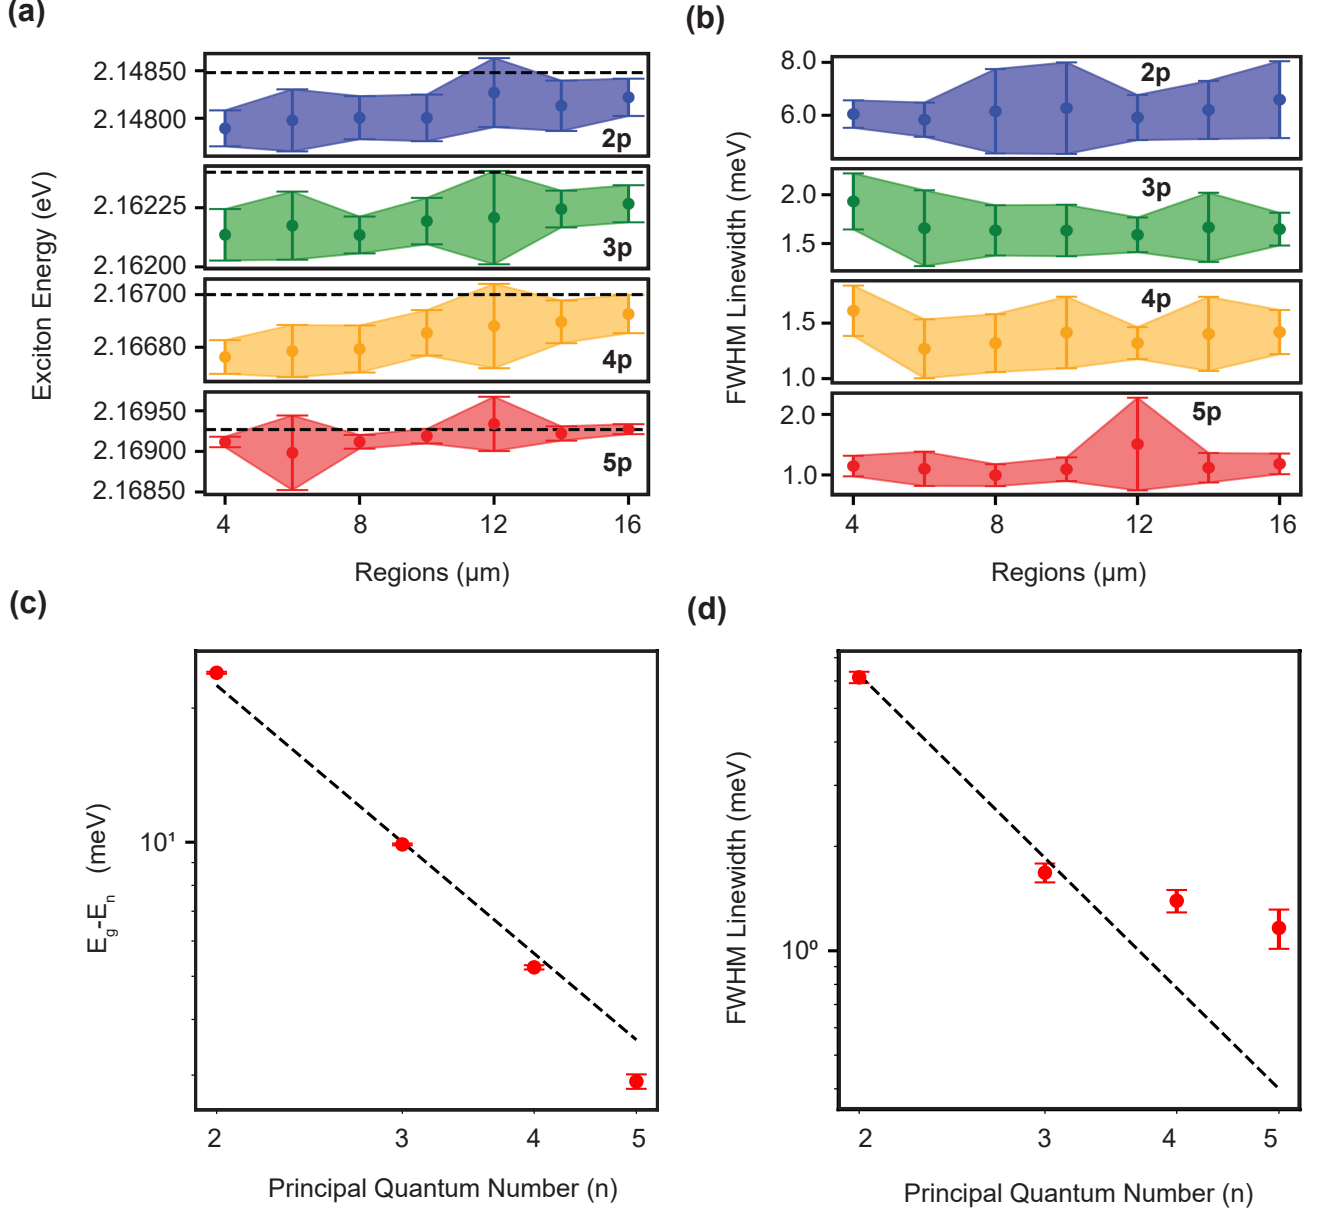 (a)
2.14850
2.14800
2p
2.16225
2.16200
3p
2.16700
2.16680
4p
2.16950
2.16900
2.16850
5p
4 8 12 16
Exciton Energy (eV)
Regions (µm)
(b)
8.0
6.0
2p
2.0
1.5
3p
1.5
1.0
4p
2.0
1.0
5p
4 8 12 16
FWHM Linewidth (meV)
Regions (µm)
(c)
10¹
E_g-E_n (meV)
2 3 4 5
Principal Quantum Number (n)
(d)
10⁰
FWHM Linewidth (meV)
2 3 4 5
Principal Quantum Number (n)